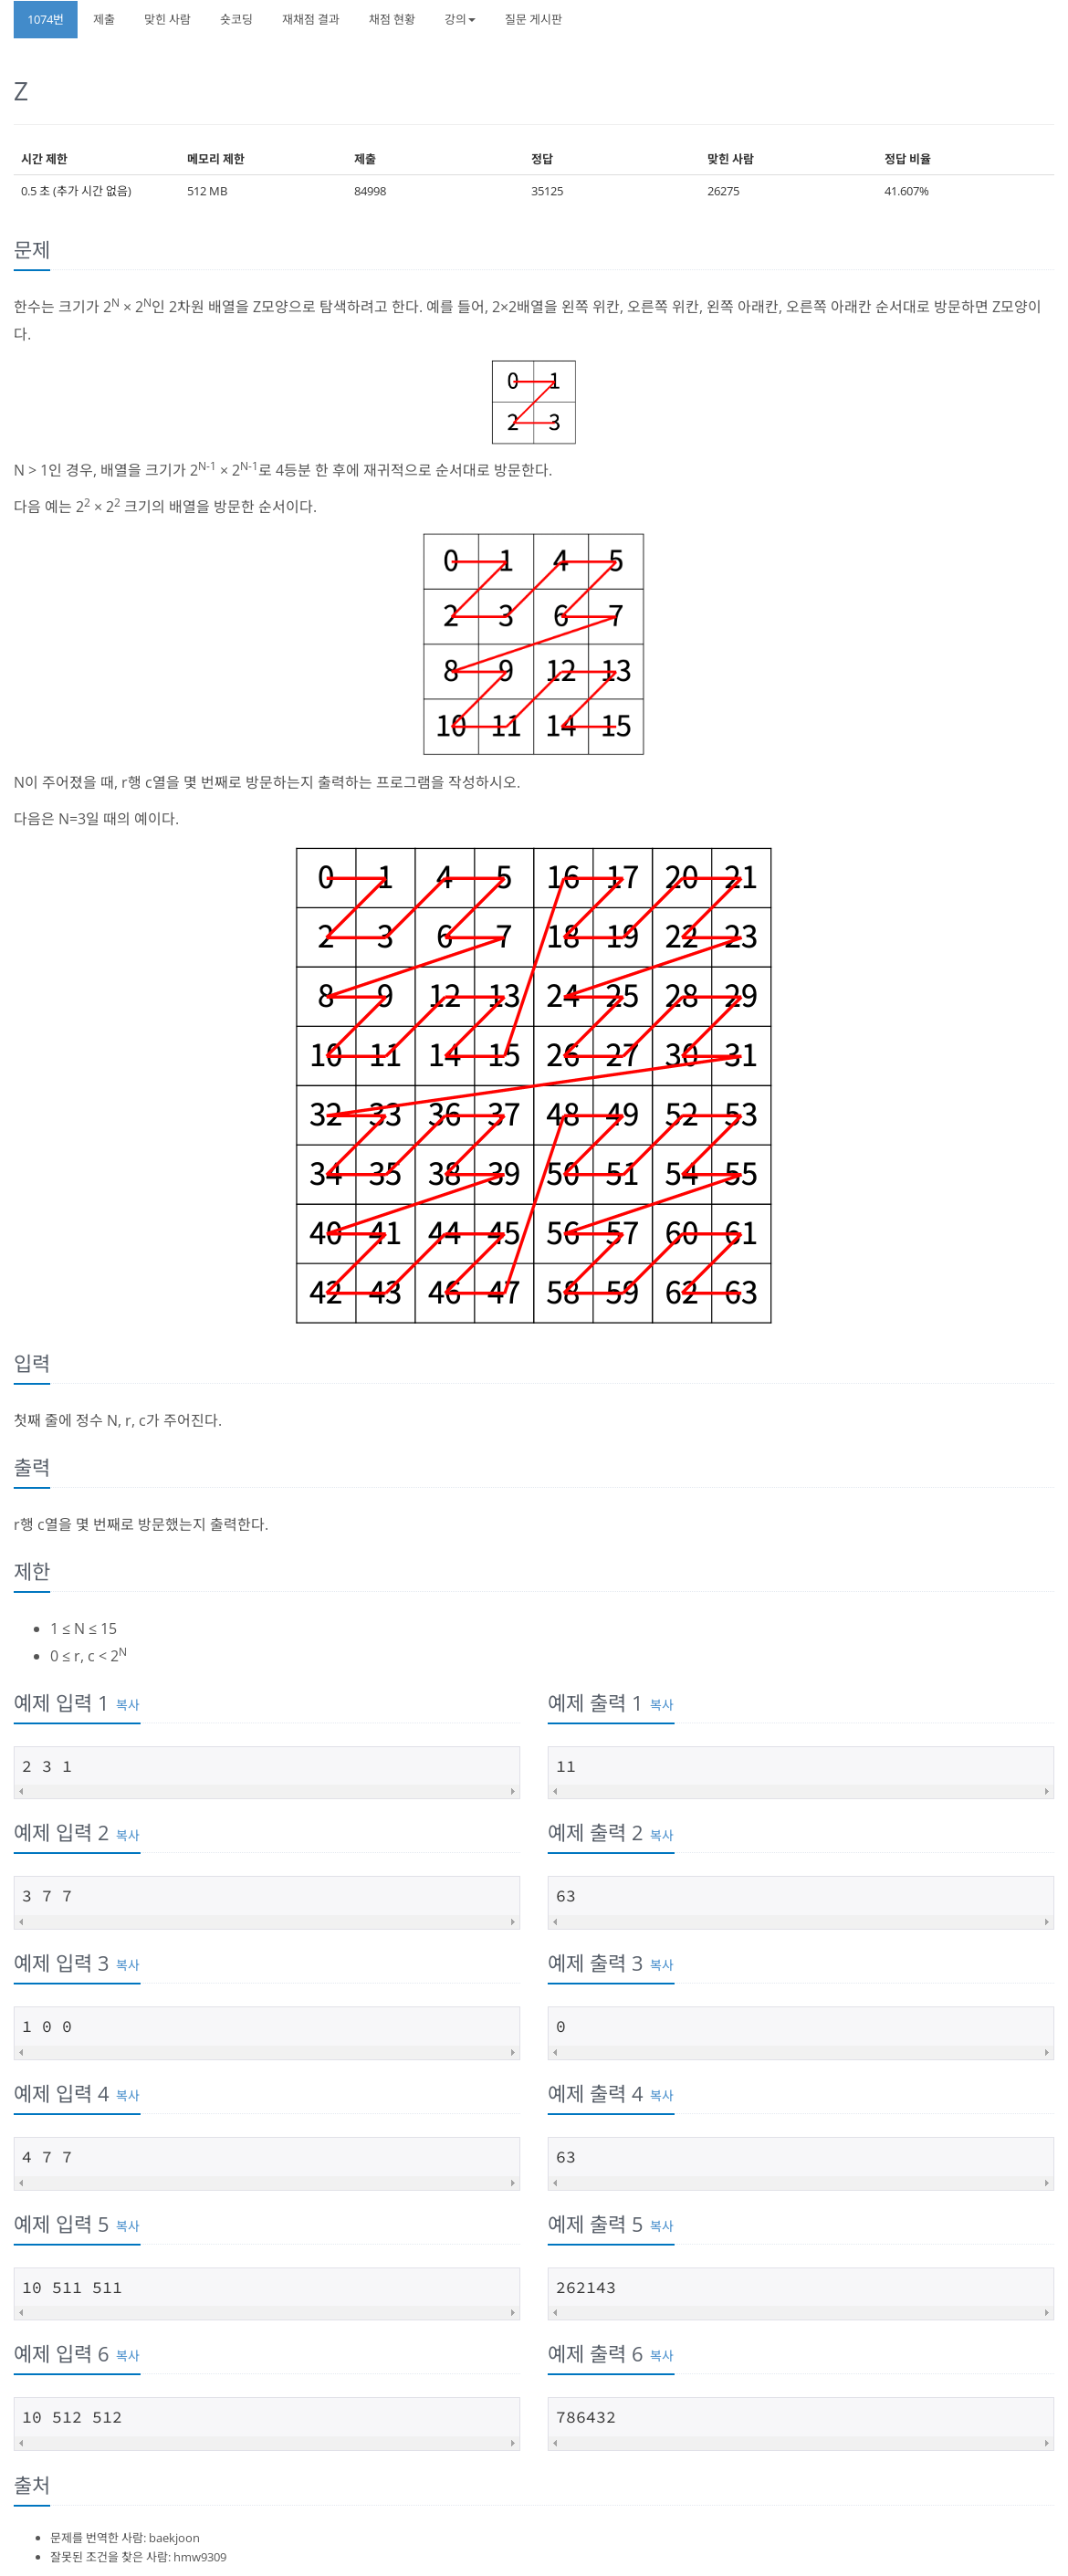 1074번 제출 맞힌 사람 숏코딩 재채점 결과 채점 현황 강의 질문 게시판
Z
시간 제한 메모리 제한 제출 정답 맞힌 사람 정답 비율
0.5 초 (추가 시간 없음) 512 MB 84998 35125 26275 41.607%
문제
한수는 크기가 2^N × 2^N인 2차원 배열을 Z모양으로 탐색하려고 한다. 예를 들어, 2×2배열을 왼쪽 위칸, 오른쪽 위칸, 왼쪽 아래칸, 오른쪽 아래칸 순서대로 방문하면 Z모양이
다.
0 1
2 3
N > 1인 경우, 배열을 크기가 2^N-1 × 2^N-1로 4등분 한 후에 재귀적으로 순서대로 방문한다.
다음 예는 2^2 × 2^2 크기의 배열을 방문한 순서이다.
0 1 4 5
2 3 6 7
8 9 12 13
10 11 14 15
N이 주어졌을 때, r행 c열을 몇 번째로 방문하는지 출력하는 프로그램을 작성하시오.
다음은 N=3일 때의 예이다.
0 1 4 5 16 17 20 21
2 3 6 7 18 19 22 23
8 9 12 13 24 25 28 29
10 11 14 15 26 27 30 31
32 33 36 37 48 49 52 53
34 35 38 39 50 51 54 55
40 41 44 45 56 57 60 61
42 43 46 47 58 59 62 63
입력
첫째 줄에 정수 N, r, c가 주어진다.
출력
r행 c열을 몇 번째로 방문했는지 출력한다.
제한
• 1 ≤ N ≤ 15
• 0 ≤ r, c < 2^N
예제 입력 1 복사 예제 출력 1 복사
2 3 1 11
예제 입력 2 복사 예제 출력 2 복사
3 7 7 63
예제 입력 3 복사 예제 출력 3 복사
1 0 0 0
예제 입력 4 복사 예제 출력 4 복사
4 7 7 63
예제 입력 5 복사 예제 출력 5 복사
10 511 511 262143
예제 입력 6 복사 예제 출력 6 복사
10 512 512 786432
출처
• 문제를 번역한 사람: baekjoon
• 잘못된 조건을 찾은 사람: hmw9309